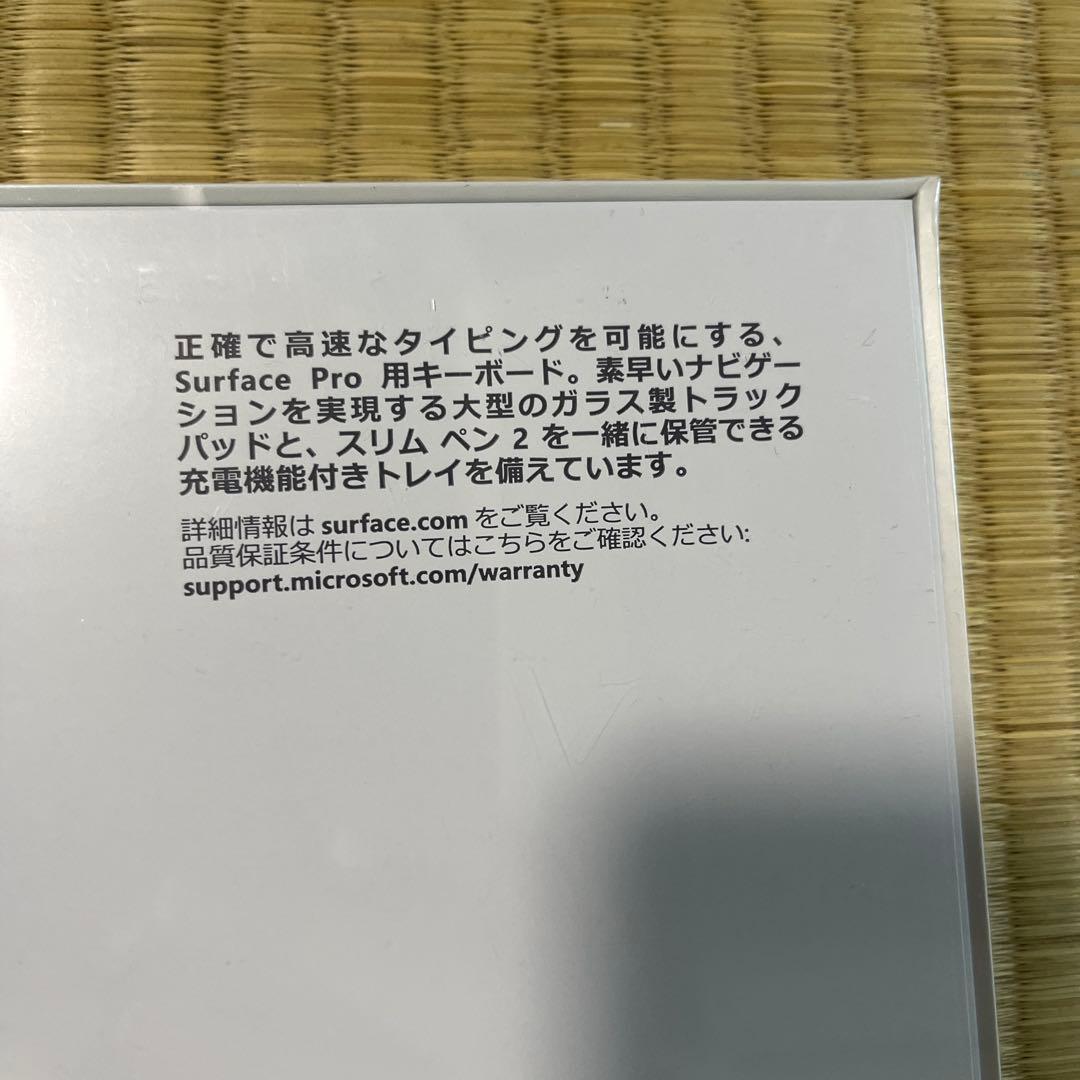 正確で高速なタイピングを可能にする、
Surface Pro 用キーボード。素早いナビゲー
ションを実現する大型のガラス製トラック
パッドと、スリム ペン 2 を一緒に保管できる
充電機能付きトレイを備えています。
詳細情報は surface.com をご覧ください。
品質保証条件についてはこちらをご確認ください:
support.microsoft.com/warranty